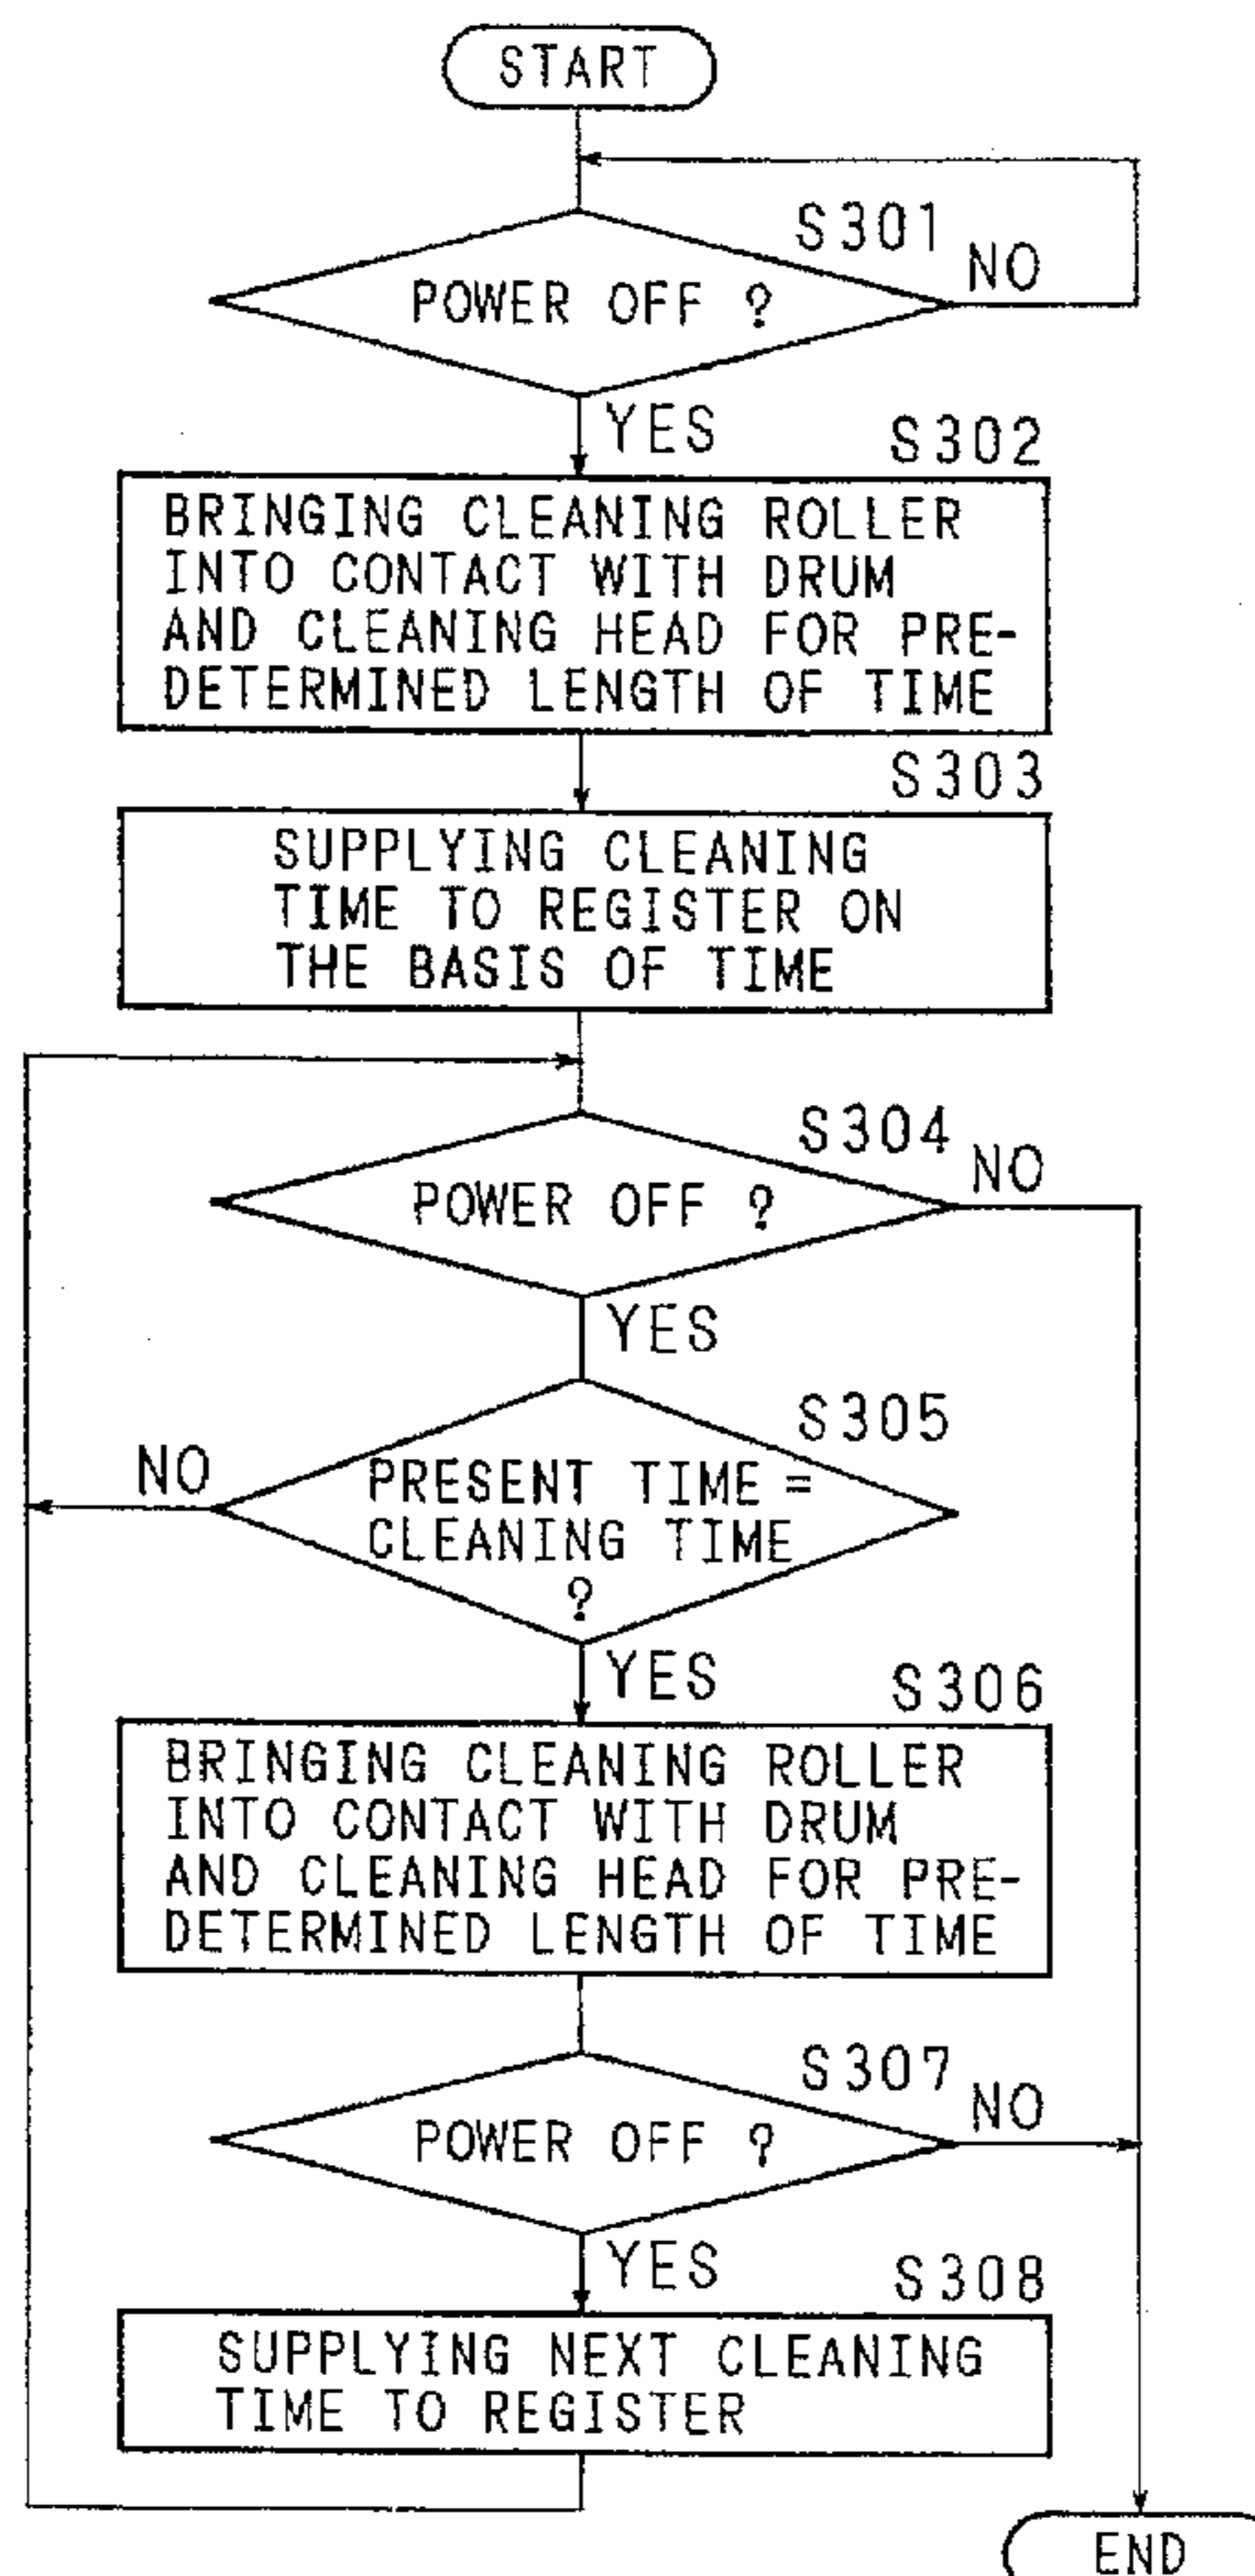 START
S301
NO
POWER OFF ?
YES
S302
BRINGING CLEANING ROLLER
INTO CONTACT WITH DRUM
AND CLEANING HEAD FOR PRE-
DETERMINED LENGTH OF TIME
S303
SUPPLYING CLEANING
TIME TO REGISTER ON
THE BASIS OF TIME
S304
NO
POWER OFF ?
YES
S305
NO
PRESENT TIME =
CLEANING TIME
?
YES
S306
BRINGING CLEANING ROLLER
INTO CONTACT WITH DRUM
AND CLEANING HEAD FOR PRE-
DETERMINED LENGTH OF TIME
S307
NO
POWER OFF ?
YES
S308
SUPPLYING NEXT CLEANING
TIME TO REGISTER
END